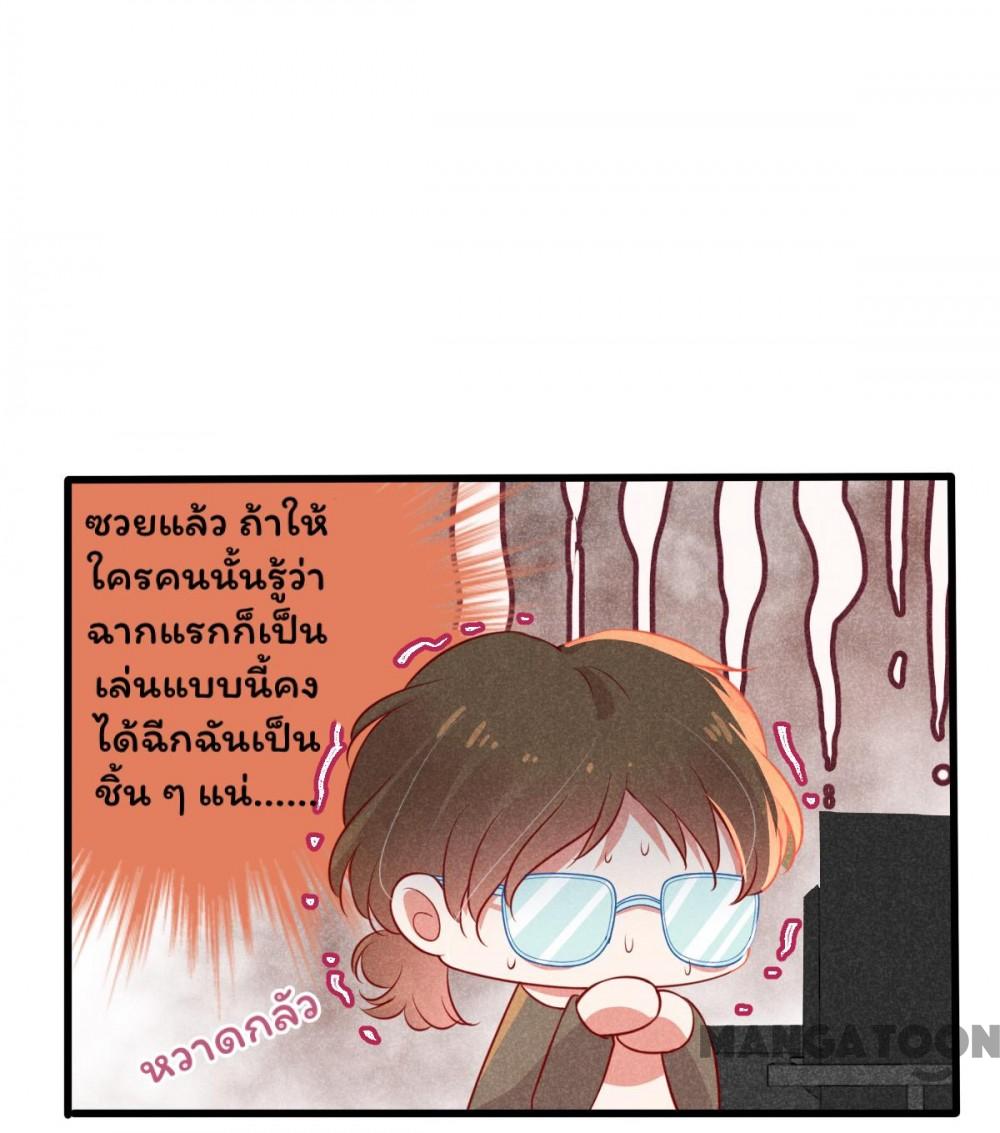 ซวยแล้ว ถ้าให้
ใครคนนั้นรู้ว่า
ฉากแรกก็เป็น
เล่นแบบนี้คง
ได้ฉีกฉันเป็น
ชิ้น ๆ แน่......
หวาดกลัว
MANGATOON